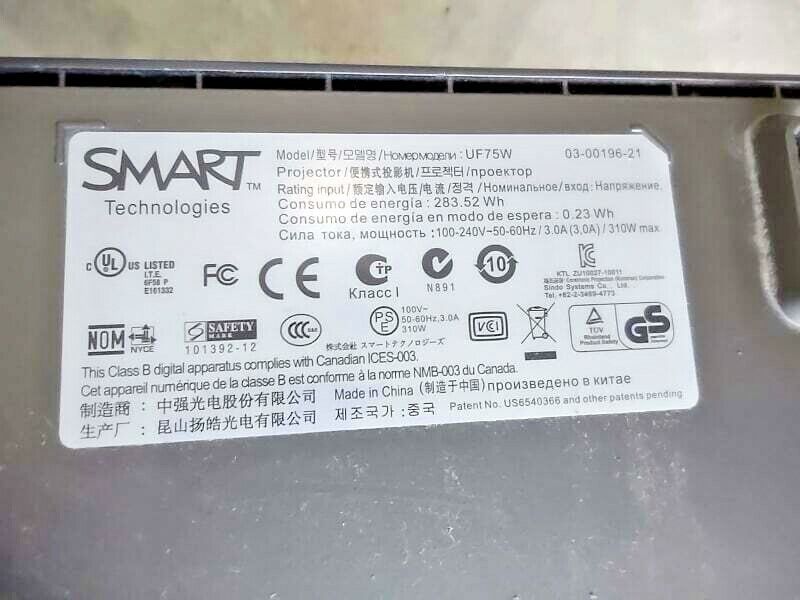 SMART™
Technologies
Model/型号/모델명/Номер модели : UF75W 03-00196-21
Projector/便携式投影机/프로젝터/проектор
Rating input/额定输入电压/电流/정격/Номинальное/вход: Напряжение.
Consumo de energía : 283.52 Wh
Consumo de energía en modo de espera : 0.23 Wh
Сила тока, мощность :100-240V~50-60Hz/3.0A(3,0A)/310W max.
C UL US LISTED
I.T.E.
6F58 P
E161332
FC
CE
Класс I
N891
10
KTL ZU10027-10011
Sindo Systems Co., Ltd.
Tel. +82-2-3469-4773
NOM
NYCE
S SAFETY
MARK
101392-12
CCC
S&E
PSE
100V~
50-60Hz,3.0A
310W
株式会社 スマートテクノロジーズ
VCI
TÜV
Rheinland
Product Safety
GS
This Class B digital apparatus complies with Canadian ICES-003.
Cet appareil numérique de la classe B est conforme à la norme NMB-003 du Canada.
制造商 : 中强光电股份有限公司 Made in China (制造于中国) произведено в Китае
生产厂 : 昆山扬皓光电有限公司 제조국가 :중국 Patent No. US6540366 and other patents pending